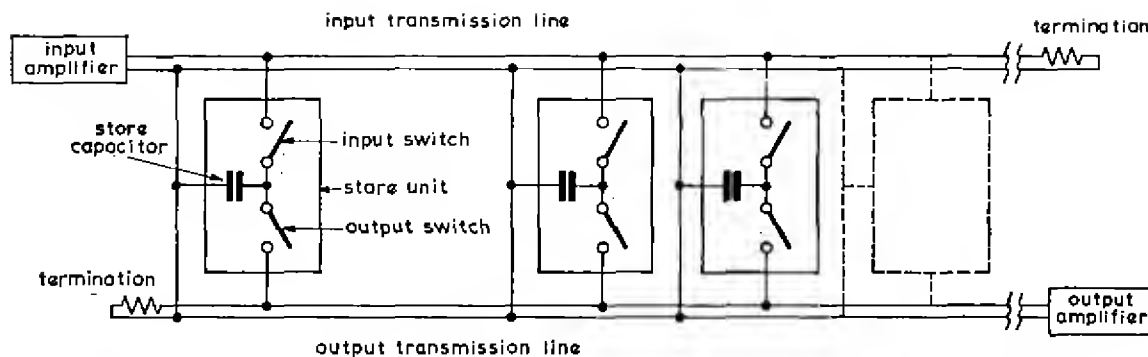 input transmission line
termination
input
amplifier
store
capacitor
input switch
store unit
output switch
termination
output
amplifier
output transmission line